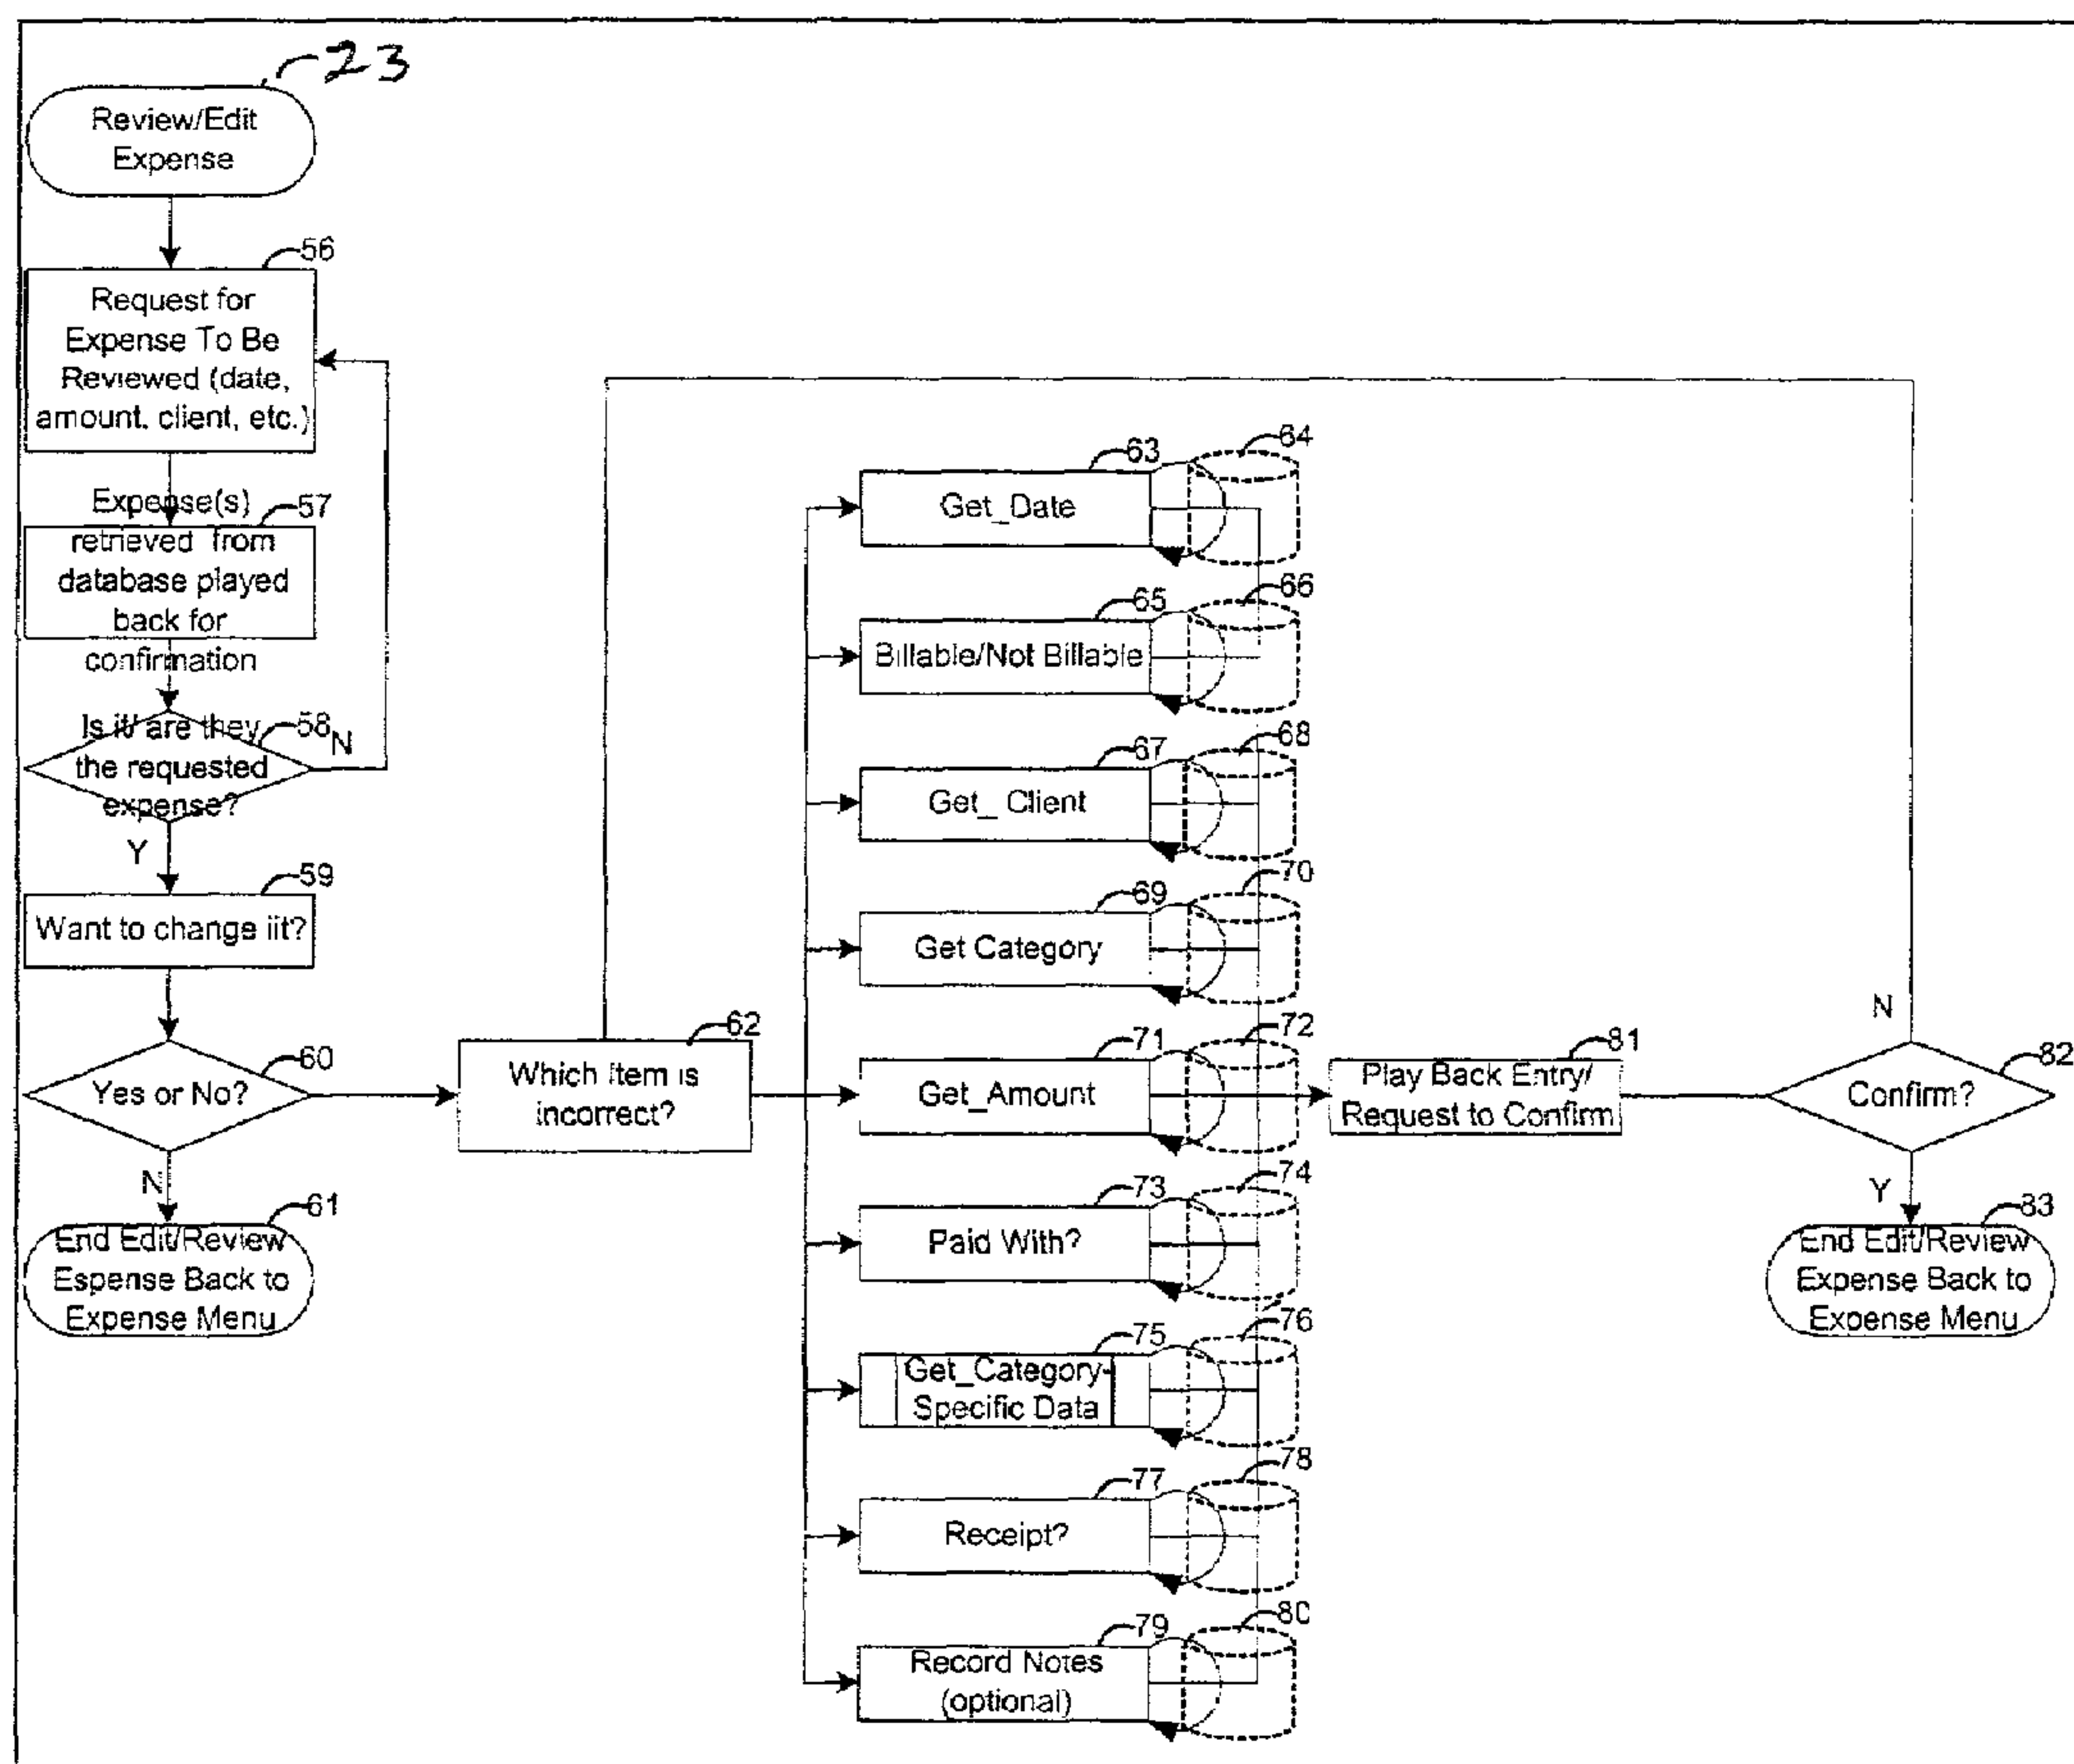 23
Review/Edit
Expense
56
Request for
Expense To Be
Reviewed (date,
amount, client, etc.)
57
Expense(s)
retrieved from
database played
back for
confirmation
58
Is it/ are they
the requested
expense?
N
Y
59
Want to change iit?
60
Yes or No?
N
61
End Edit/Review
Espense Back to
Expense Menu
62
Which Item is
incorrect?
63
64
Get_Date
65
66
Billable/Not Billable
67
68
Get_ Client
69
70
Get Category
71
72
Get_Amount
73
74
Paid With?
75
76
Get_Category-
Specific Data
77
78
Receipt?
79
80
Record Notes
(optional)
81
Play Back Entry/
Request to Confirm
82
Confirm?
N
Y
83
End Edit/Review
Expense Back to
Expense Menu